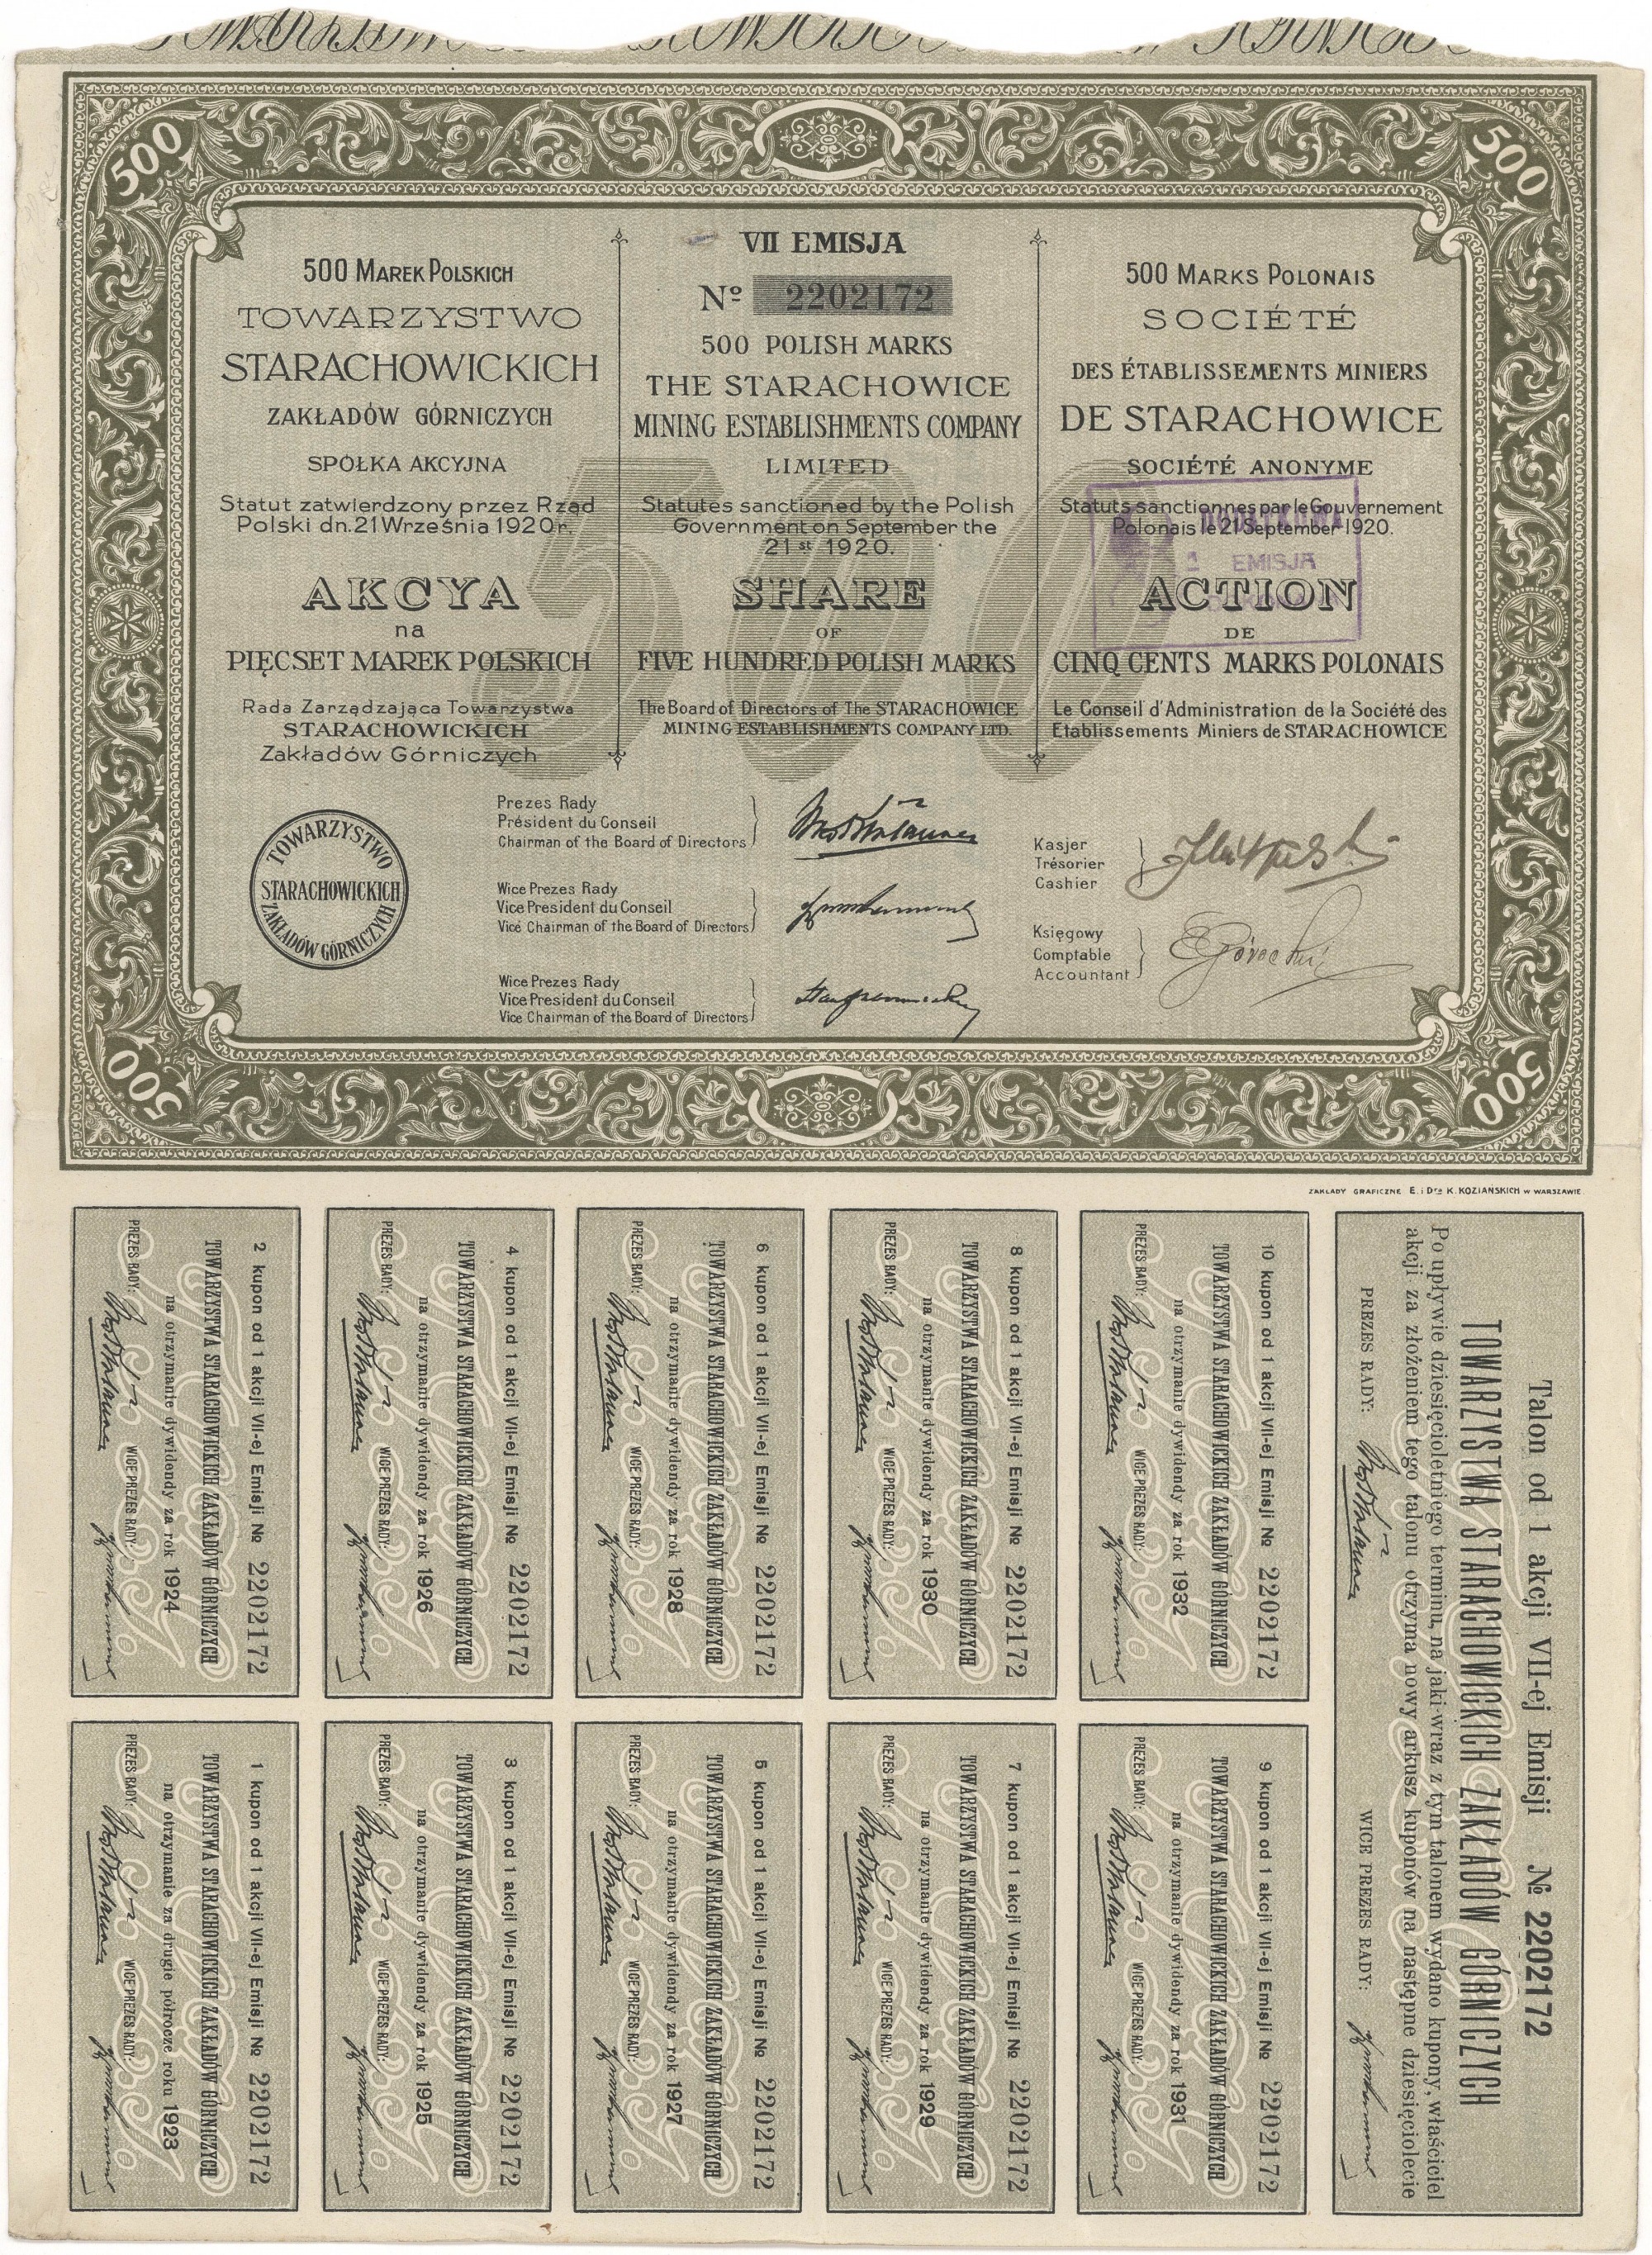 500
500
VII EMISJA
Nº 2202172
500 MAREK POLSKICH
TOWARZYSTWO
STARACHOWICKICH
ZAKŁADÓW GÓRNICZYCH
SPÓŁKA AKCYJNA
Statut zatwierdzony przez Rząd
Polski dn. 21 Września 1920 r.
AKCYA
na
PIĘĆSET MAREK POLSKICH
Rada Zarządzająca Towarzystwa
STARACHOWICKICH
Zakładów Górniczych
500 POLISH MARKS
THE STARACHOWICE
MINING ESTABLISHMENTS COMPANY
LIMITED
Statutes sanctioned by the Polish
Government on September the
21 st 1920.
SHARE
OF
FIVE HUNDRED POLISH MARKS
The Board of Directors of The STARACHOWICE
MINING ESTABLISHMENTS COMPANY LTD.
500 MARKS POLONAIS
SOCIÉTÉ
DES ÉTABLISSEMENTS MINIERS
DE STARACHOWICE
SOCIÉTÉ ANONYME
Statuts sanctionnes par le Gouvernement
Polonais le 21 September 1920.
ACTION
DE
CINQ CENTS MARKS POLONAIS
Le Conseil d'Administration de la Société des
Etablissements Miniers de STARACHOWICE
500
1 EMISJA
TOWARZYSTWO
STARACHOWICKICH
ZAKŁADÓW GÓRNICZYCH
Prezes Rady
Président du Conseil
Chairman of the Board of Directors
Wice Prezes Rady
Vice President du Conseil
Vice Chairman of the Board of Directors
Wice Prezes Rady
Vice President du Conseil
Vice Chairman of the Board of Directors
Kasjer
Trésorier
Cashier
Księgowy
Comptable
Accountant
500
500
ZAKŁADY GRAFICZNE E. i Dra K. KOZIAŃSKICH w WARSZAWIE
2 kupon od 1 akcji VII-ej Emisji № 2202172
TOWARZYSTWA STARACHOWICKICH ZAKŁADÓW GÓRNICZYCH
na otrzymanie dywidendy za rok 1924
PREZES RADY: WICE PREZES RADY:
4 kupon od 1 akcji VII-ej Emisji № 2202172
TOWARZYSTWA STARACHOWICKICH ZAKŁADÓW GÓRNICZYCH
na otrzymanie dywidendy za rok 1926
PREZES RADY: WICE PREZES RADY:
6 kupon od 1 akcji VII-ej Emisji № 2202172
TOWARZYSTWA STARACHOWICKICH ZAKŁADÓW GÓRNICZYCH
na otrzymanie dywidendy za rok 1928
PREZES RADY: WICE PREZES RADY:
8 kupon od 1 akcji VII-ej Emisji № 2202172
TOWARZYSTWA STARACHOWICKICH ZAKŁADÓW GÓRNICZYCH
na otrzymanie dywidendy za rok 1930
PREZES RADY: WICE PREZES RADY:
10 kupon od 1 akcji VII-ej Emisji № 2202172
TOWARZYSTWA STARACHOWICKICH ZAKŁADÓW GÓRNICZYCH
na otrzymanie dywidendy za rok 1932
PREZES RADY: WICE PREZES RADY:
1 kupon od 1 akcji VII-ej Emisji № 2202172
TOWARZYSTWA STARACHOWICKICH ZAKŁADÓW GÓRNICZYCH
na otrzymanie za drugie półrocze roku 1923
PREZES RADY: WICE PREZES RADY:
3 kupon od 1 akcji VII-ej Emisji № 2202172
TOWARZYSTWA STARACHOWICKICH ZAKŁADÓW GÓRNICZYCH
na otrzymanie dywidendy za rok 1925
PREZES RADY: WICE PREZES RADY:
5 kupon od 1 akcji VII-ej Emisji № 2202172
TOWARZYSTWA STARACHOWICKICH ZAKŁADÓW GÓRNICZYCH
na otrzymanie dywidendy za rok 1927
PREZES RADY: WICE PREZES RADY:
7 kupon od 1 akcji VII-ej Emisji № 2202172
TOWARZYSTWA STARACHOWICKICH ZAKŁADÓW GÓRNICZYCH
na otrzymanie dywidendy za rok 1929
PREZES RADY: WICE PREZES RADY:
9 kupon od 1 akcji VII-ej Emisji № 2202172
TOWARZYSTWA STARACHOWICKICH ZAKŁADÓW GÓRNICZYCH
na otrzymanie dywidendy za rok 1931
PREZES RADY: WICE PREZES RADY:
Talon od 1 akcji VII-ej Emisji № 2202172
TOWARZYSTWA STARACHOWICKICH ZAKŁADÓW GÓRNICZYCH
Po upływie dziesięcioletniego terminu, na jaki wraz z tym talonem wydano kupony, właściciel
akcji za złożeniem tego talonu otrzyma nowy arkusz kuponów na następne dziesięciolecie
PREZES RADY: WICE PREZES RADY: